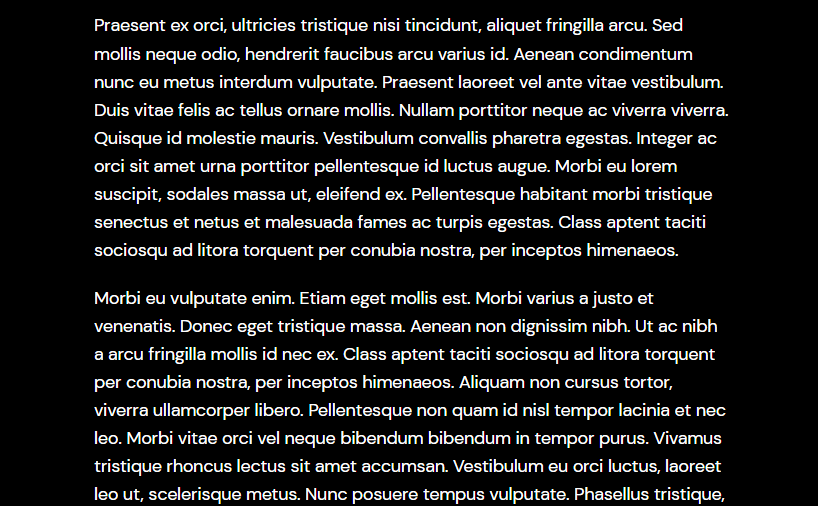 Praesent ex orci, ultricies tristique nisi tincidunt, aliquet fringilla arcu. Sed
mollis neque odio, hendrerit faucibus arcu varius id. Aenean condimentum
nunc eu metus interdum vulputate. Praesent laoreet vel ante vitae vestibulum.
Duis vitae felis ac tellus ornare mollis. Nullam porttitor neque ac viverra viverra.
Quisque id molestie mauris. Vestibulum convallis pharetra egestas. Integer ac
orci sit amet urna porttitor pellentesque id luctus augue. Morbi eu lorem
suscipit, sodales massa ut, eleifend ex. Pellentesque habitant morbi tristique
senectus et netus et malesuada fames ac turpis egestas. Class aptent taciti
sociosqu ad litora torquent per conubia nostra, per inceptos himenaeos.
Morbi eu vulputate enim. Etiam eget mollis est. Morbi varius a justo et
venenatis. Donec eget tristique massa. Aenean non dignissim nibh. Ut ac nibh
a arcu fringilla mollis id nec ex. Class aptent taciti sociosqu ad litora torquent
per conubia nostra, per inceptos himenaeos. Aliquam non cursus tortor,
viverra ullamcorper libero. Pellentesque non quam id nisl tempor lacinia et nec
leo. Morbi vitae orci vel neque bibendum bibendum in tempor purus. Vivamus
tristique rhoncus lectus sit amet accumsan. Vestibulum eu orci luctus, laoreet
leo ut, scelerisque metus. Nunc posuere tempus vulputate. Phasellus tristique,